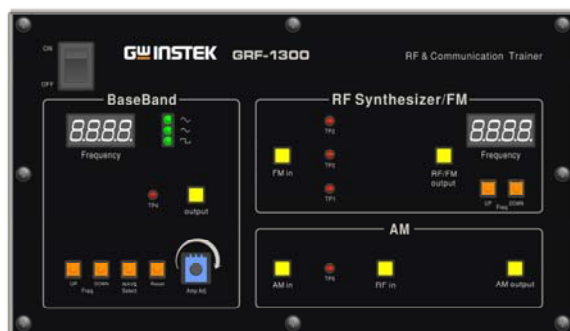 ON
OFF
GW INSTEK GRF-1300
RF & Communication Trainer
BaseBand
8.8.8.8
Frequency
TP4
output
UP
DOWN
Freq
WAVE
Select
Reset
Amp Adj
RF Synthesizer/FM
TP3
FM in
TP2
TP1
RF/FM
output
8.8.8.8
Frequency
UP
DOWN
Freq
AM
AM in
TP5
RF in
AM output